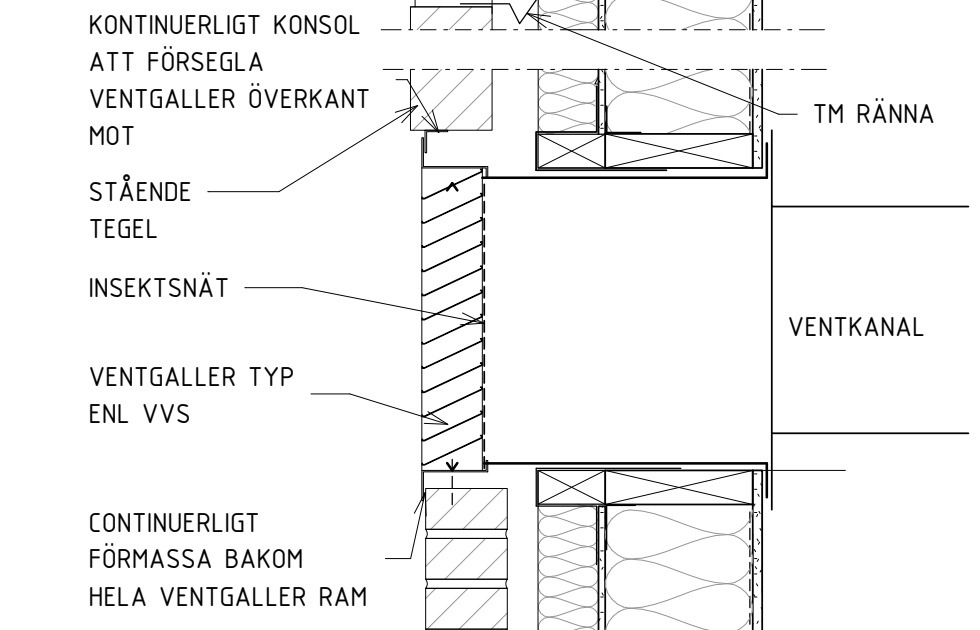 KONTINUERLIGT KONSOL
ATT FÖRSEGLA
VENTGALLER ÖVERKANT
MOT
TM RÄNNA
STÅENDE
TEGEL
INSEKTSNÄT
VENTKANAL
VENTGALLER TYP
ENL VVS
CONTINUERLIGT
FÖRMASSA BAKOM
HELA VENTGALLER RAM